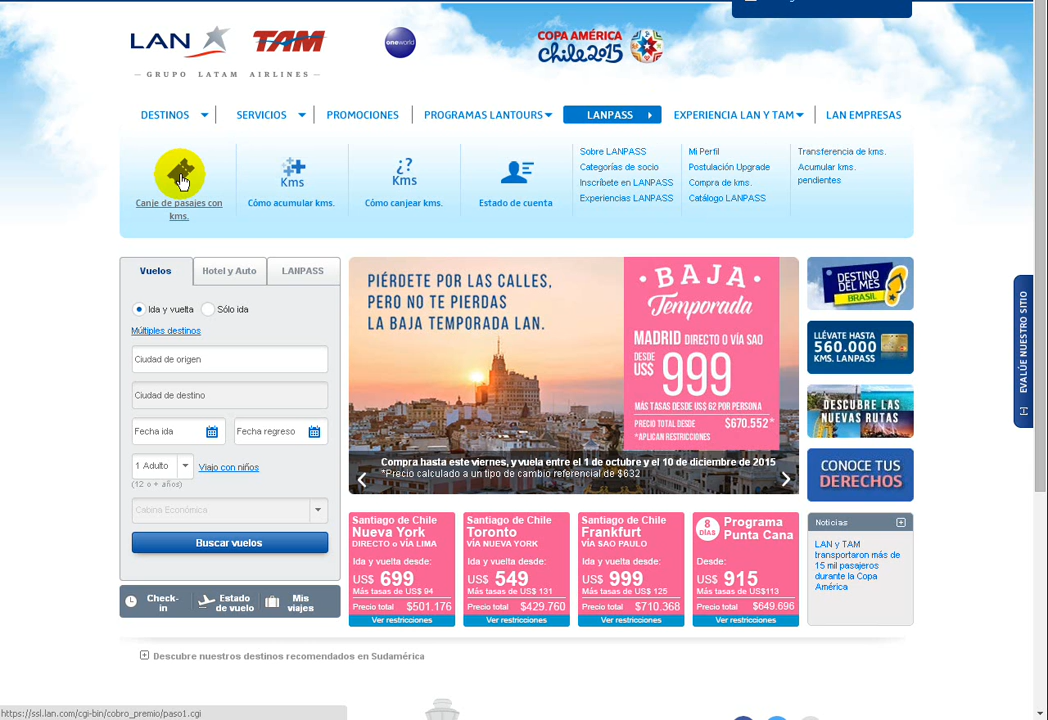 LAN TAM
GRUPO LATAM AIRLINES
oneworld
COPA AMÉRICA
chile2015
DESTINOS SERVICIOS PROMOCIONES PROGRAMAS LANTOURS LANPASS EXPERIENCIA LAN Y TAM LAN EMPRESAS
Canje de pasajes con
kms.
Kms
Cómo acumular kms.
¿?
Kms
Cómo canjear kms.
Estado de cuenta
Sobre LANPASS
Categorías de socio
Inscríbete en LANPASS
Experiencias LANPASS
Mi Perfil
Postulación Upgrade
Compra de kms.
Catálogo LANPASS
Transferencia de kms.
Acumular kms.
pendientes
Vuelos Hotel y Auto LANPASS
Ida y vuelta Sólo ida
Múltiples destinos
Ciudad de origen
Ciudad de destino
Fecha ida Fecha regreso
1 Adulto Viajo con niños
(12 o + años)
Cabina Económica
Buscar vuelos
Check-
in
Estado
de vuelo
Mis
viajes
PIÉRDETE POR LAS CALLES,
PERO NO TE PIERDAS
LA BAJA TEMPORADA LAN.
• BAJA •
Temporada
MADRID DIRECTO O VÍA SAO
DESDE
US$ 999
MÁS TASAS DESDE US$ 62 POR PERSONA
PRECIO TOTAL DESDE $670.552*
*APLICAN RESTRICCIONES
Compra hasta este viernes, y vuela entre el 1 de octubre y el 10 de diciembre de 2015
*Precio calculado a un tipo de cambio referencial de $632
DESTINO
DEL MES
BRASIL
LLÉVATE HASTA
560.000
KMS. LANPASS
DESCUBRE LAS
NUEVAS RUTAS
CONOCE TUS
DERECHOS
Noticias
LAN y TAM
transportaron más de
15 mil pasajeros
durante la Copa
América
EVALÚE NUESTRO SITIO
[+]
Santiago de Chile
Nueva York
DIRECTO o VÍA LIMA
Ida y vuelta desde:
US$ 699
Más tasas de US$ 94
Precio total $501.176
Ver restricciones
Santiago de Chile
Toronto
VÍA NUEVA YORK
Ida y vuelta desde:
US$ 549
Más tasas de US$ 131
Precio total $429.760
Ver restricciones
Santiago de Chile
Frankfurt
VÍA SAO PAULO
Ida y vuelta desde:
US$ 999
Más tasas de US$ 125
Precio total $710.368
Ver restricciones
8
DÍAS
Programa
Punta Cana
Desde:
US$ 915
Más tasas de US$113
Precio total $649.696
Ver restricciones
Descubre nuestros destinos recomendados en Sudamérica
https://ssl.lan.com/cgi-bin/cobro_premio/paso1.cgi